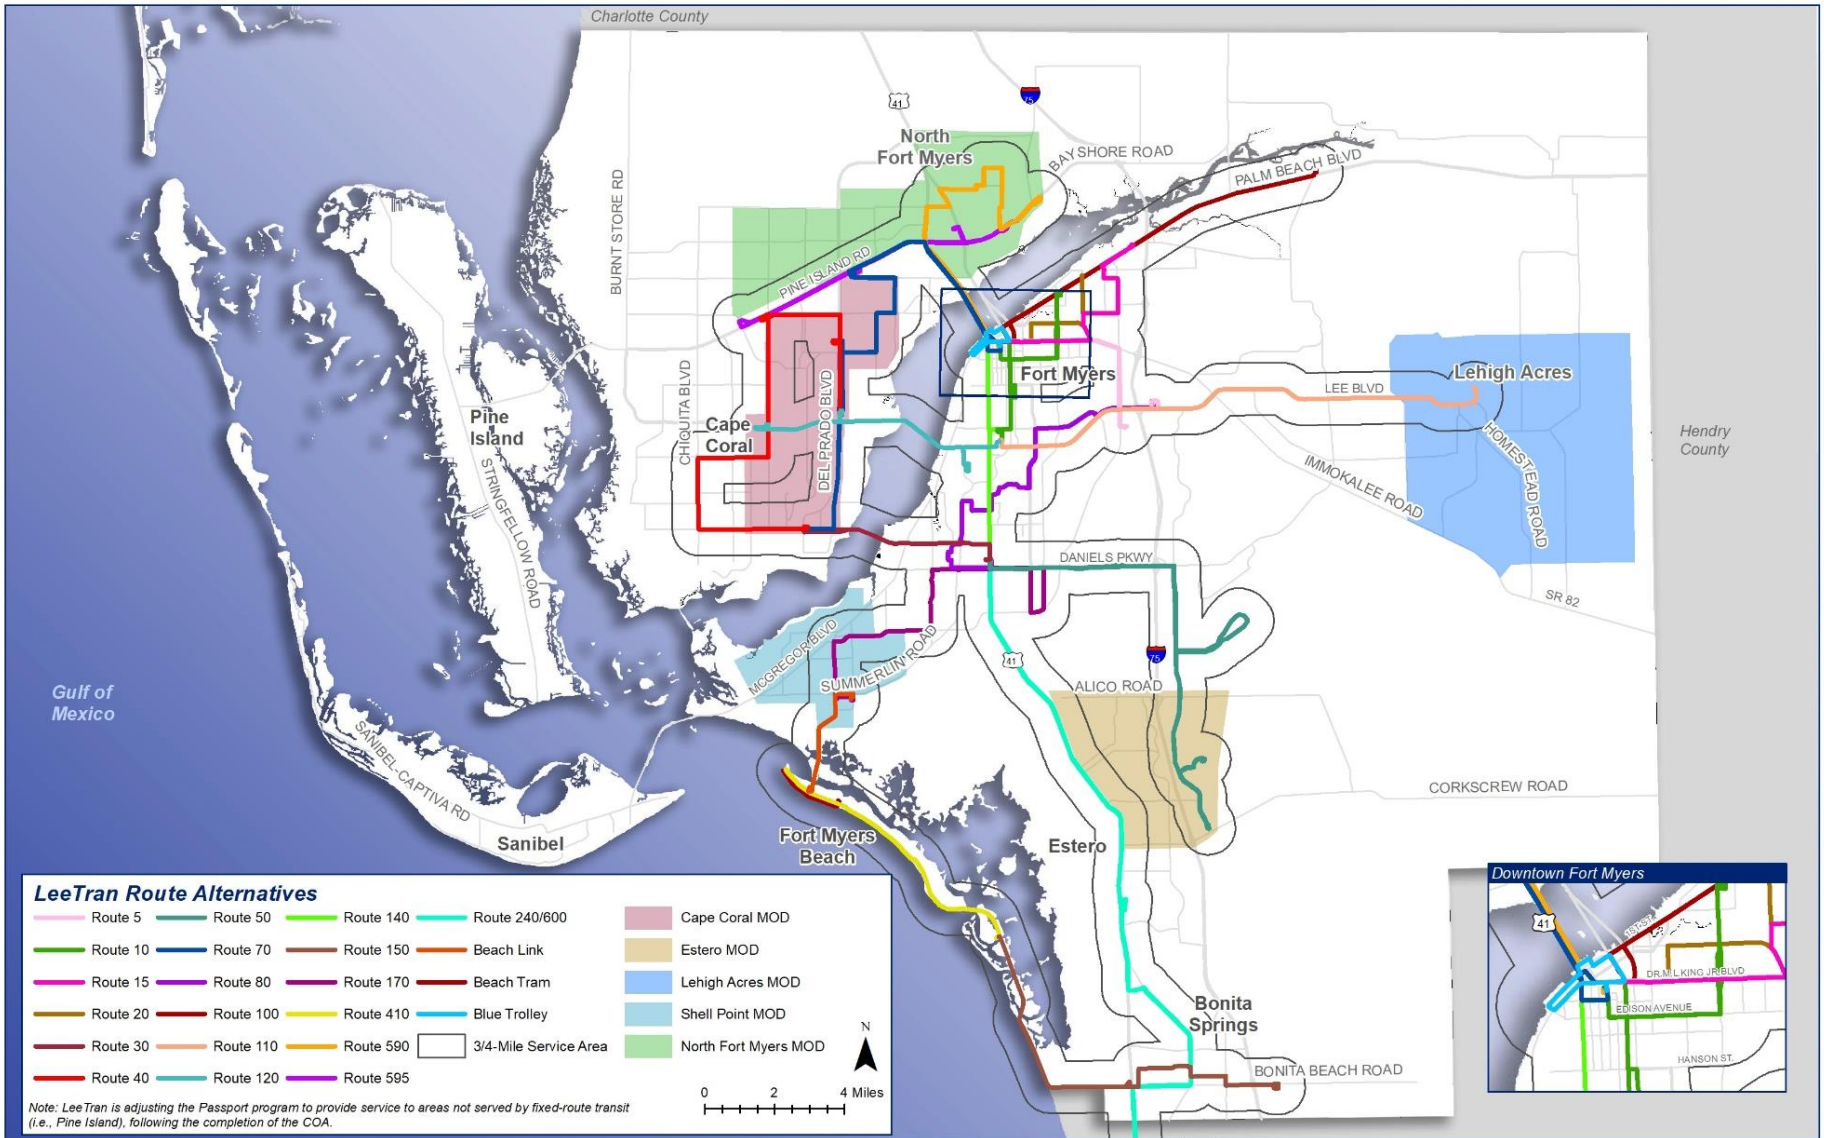 Charlotte County
41
75
North
Fort Myers
BAYSHORE ROAD
PALM BEACH BLVD
BURNT STORE RD
PINE ISLAND RD
Fort Myers
LEE BLVD
Lehigh Acres
Hendry
County
Pine
Island
CHIQUITA BLVD
Cape
Coral
DEL PRADO BLVD
STRINGFELLOW ROAD
IMMOKALEE ROAD
HOMESTEAD ROAD
DANIELS PKWY
SR 82
MCGREGOR BLVD
SUMMERLIN ROAD
41
75
ALICO ROAD
Gulf of
Mexico
SANIBEL-CAPTIVA RD
CORKSCREW ROAD
Sanibel
Fort Myers
Beach
Estero
Bonita
Springs
BONITA BEACH ROAD
LeeTran Route Alternatives
Route 5 Route 50 Route 140 Route 240/600 Cape Coral MOD
Route 10 Route 70 Route 150 Beach Link Estero MOD
Route 15 Route 80 Route 170 Beach Tram Lehigh Acres MOD
Route 20 Route 100 Route 410 Blue Trolley Shell Point MOD
Route 30 Route 110 Route 590 3/4-Mile Service Area North Fort Myers MOD
Route 40 Route 120 Route 595
N
0 2 4 Miles
Note: LeeTran is adjusting the Passport program to provide service to areas not served by fixed-route transit
(i.e., Pine Island), following the completion of the COA.
Downtown Fort Myers
41
1ST ST.
DR.M L KING JR BLVD
EDISON AVENUE
HANSON ST.